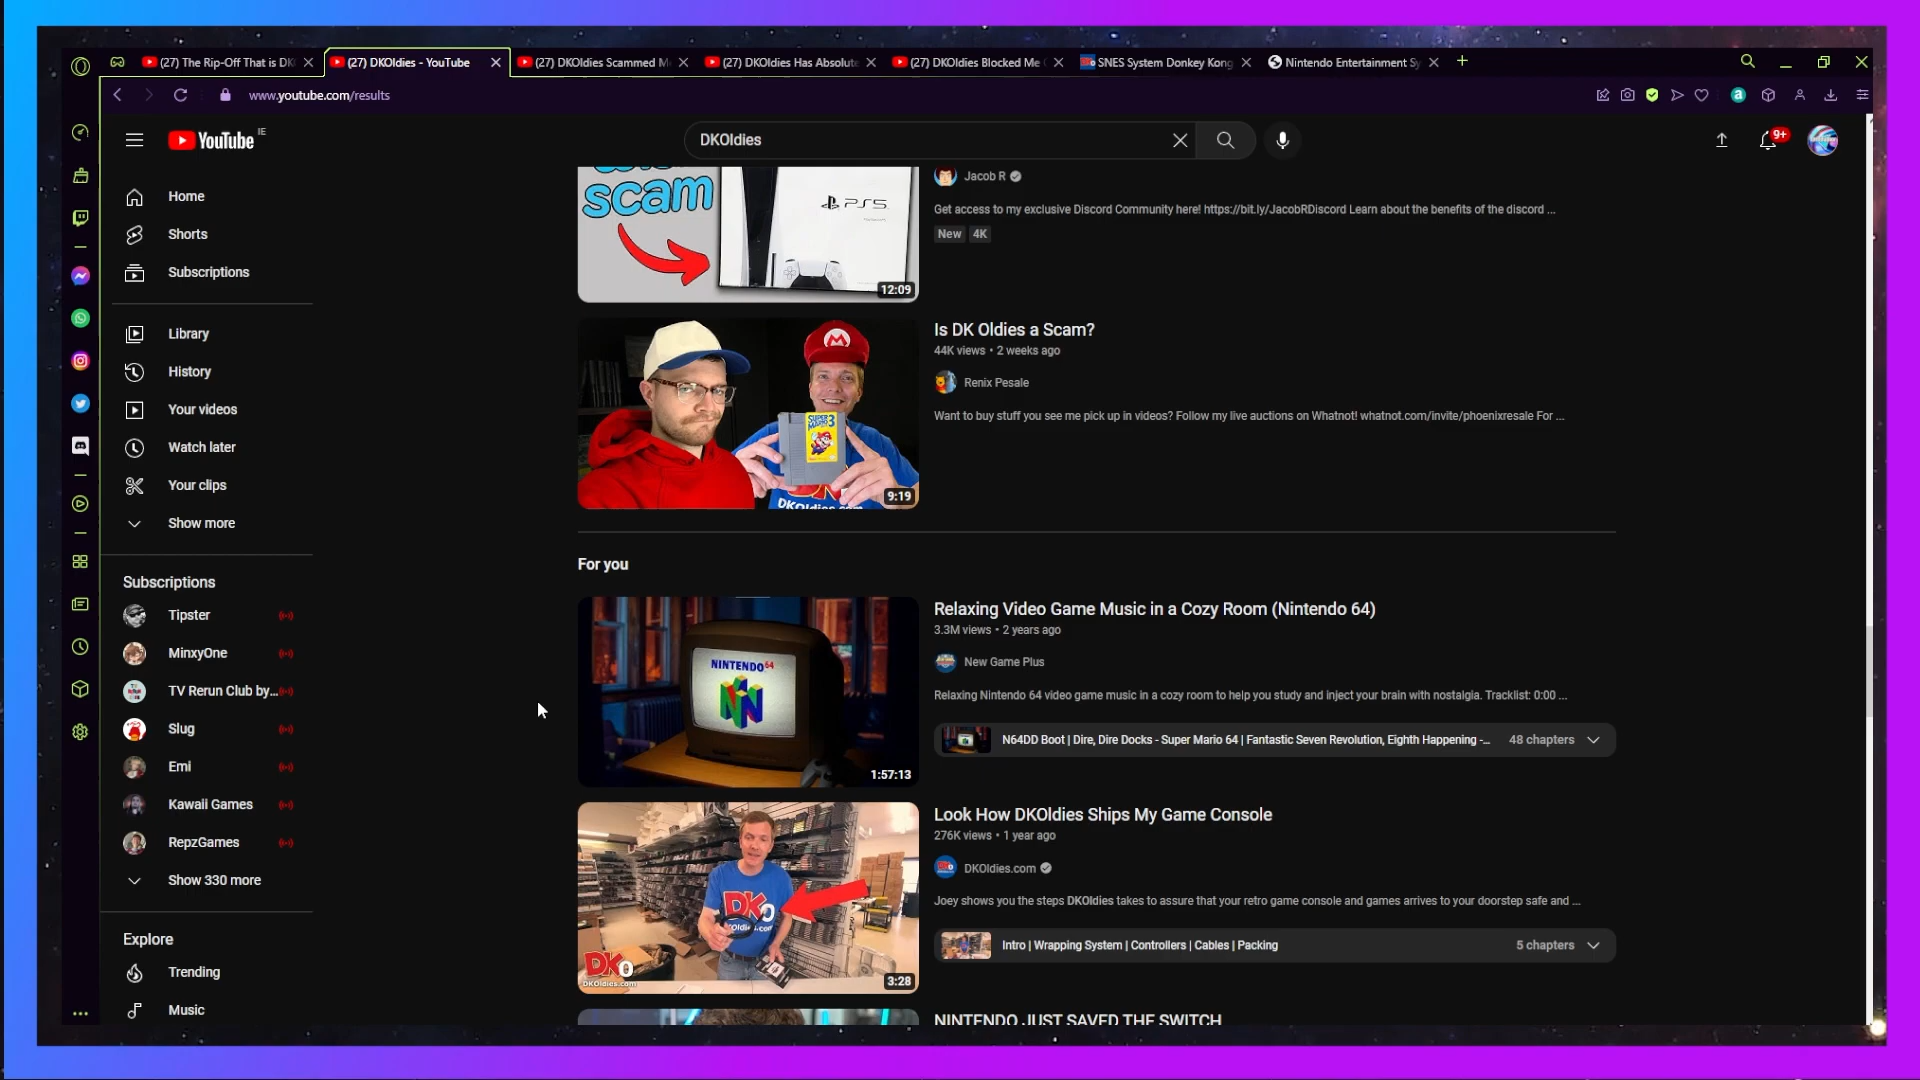 (27) The Rip-Off That is DK
(27) DKOldies - YouTube
(27) DKOldies Scammed M
(27) DKOldies Has Absolute
(27) DKOldies Blocked Me
SNES System Donkey Kong
Nintendo Entertainment Sy
www.youtube.com/results
YouTube IE
DKOldies
9+
Home
Shorts
Subscriptions
Library
History
Your videos
Watch later
Your clips
Show more
Subscriptions
Tipster
MinxyOne
TV Rerun Club by...
Slug
Emi
Kawaii Games
RepzGames
Show 330 more
Explore
Trending
Music
scam
PS5
12:09
Jacob R
Get access to my exclusive Discord Community here! https://bit.ly/JacobRDiscord Learn about the benefits of the discord ...
New 4K
SUPER MARIO 3
DKOldies.com
9:19
Is DK Oldies a Scam?
44K views • 2 weeks ago
Renix Pesale
Want to buy stuff you see me pick up in videos? Follow my live auctions on Whatnot! whatnot.com/invite/phoenixresale For ...
For you
NINTENDO 64
1:57:13
Relaxing Video Game Music in a Cozy Room (Nintendo 64)
3.3M views • 2 years ago
New Game Plus
Relaxing Nintendo 64 video game music in a cozy room to help you study and inject your brain with nostalgia. Tracklist: 0:00 ...
N64DD Boot | Dire, Dire Docks - Super Mario 64 | Fantastic Seven Revolution, Eighth Happening -...
48 chapters
DKO
DKOldies.com
3:28
Look How DKOldies Ships My Game Console
276K views • 1 year ago
DKOldies.com
Joey shows you the steps DKOldies takes to assure that your retro game console and games arrives to your doorstep safe and ...
Intro | Wrapping System | Controllers | Cables | Packing
5 chapters
NINTENDO JUST SAVED THE SWITCH